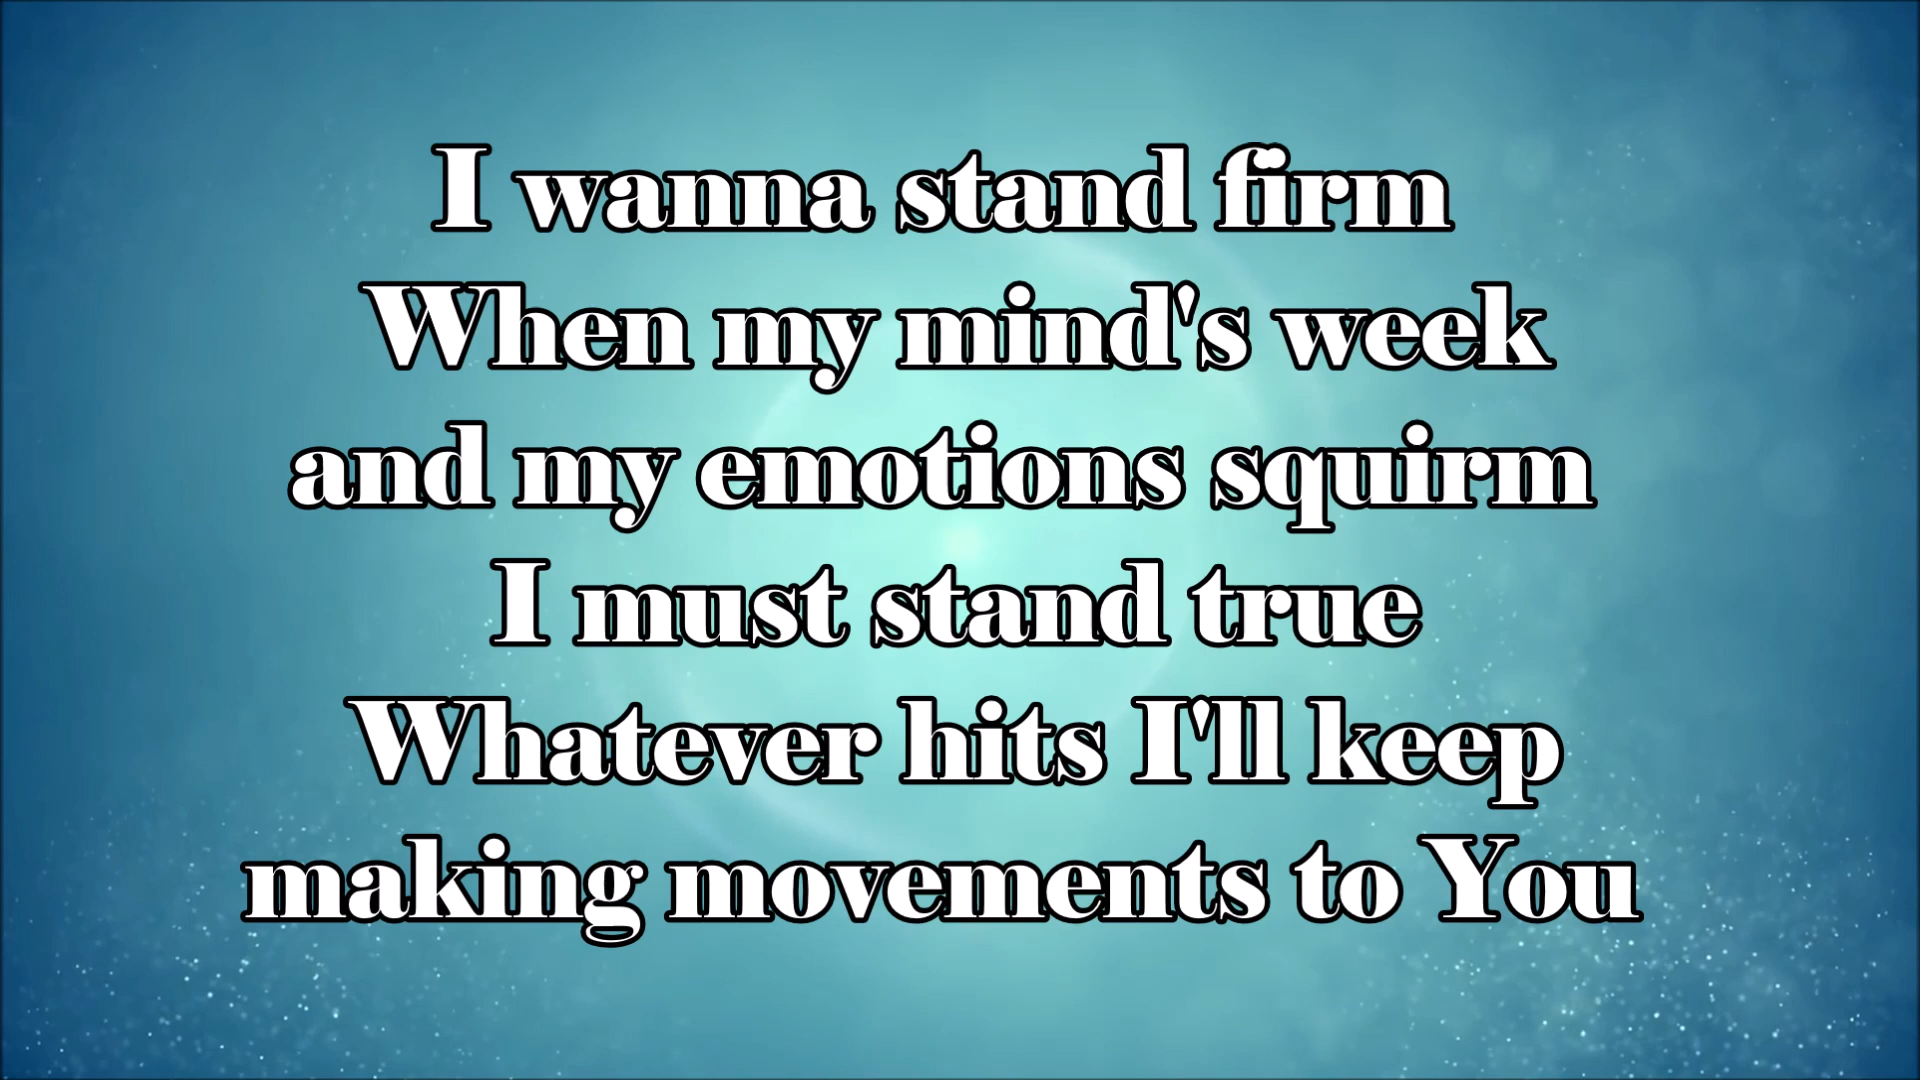 I wanna stand firm
When my mind's week
and my emotions squirm
I must stand true
Whatever hits I'll keep
making movements to You